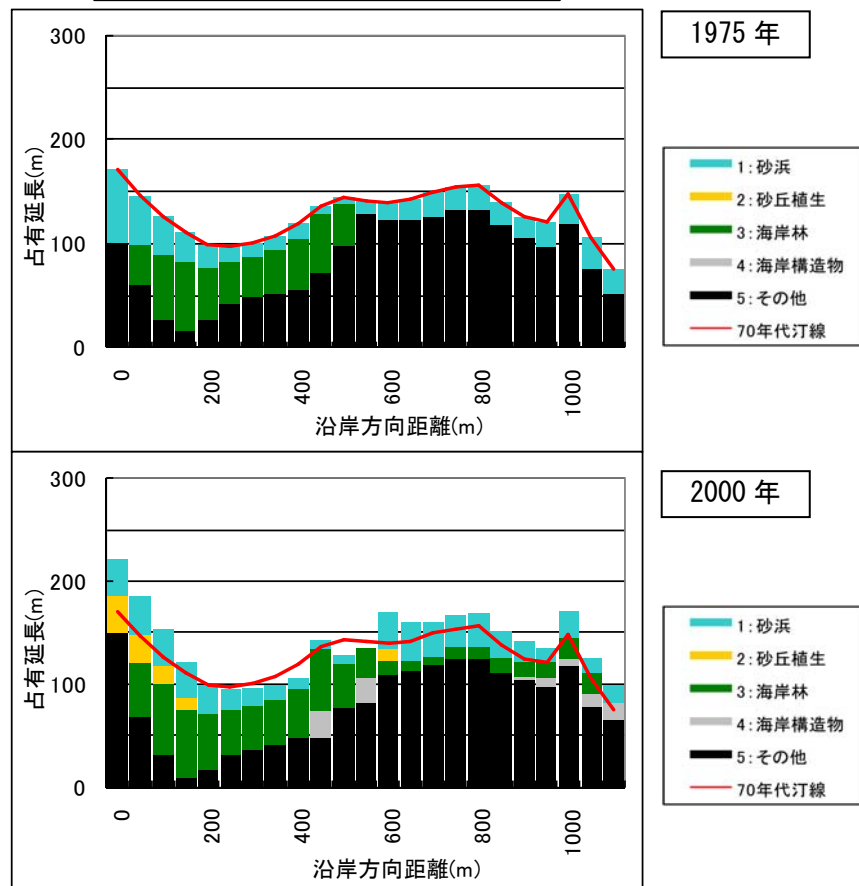 1975 年
300
200
100
0
占有延長(m)
0
200
400
600
800
1000
沿岸方向距離(m)
1:砂浜
2:砂丘植生
3:海岸林
4:海岸構造物
5:その他
70年代汀線
2000 年
300
200
100
0
占有延長(m)
0
200
400
600
800
1000
沿岸方向距離(m)
1:砂浜
2:砂丘植生
3:海岸林
4:海岸構造物
5:その他
70年代汀線